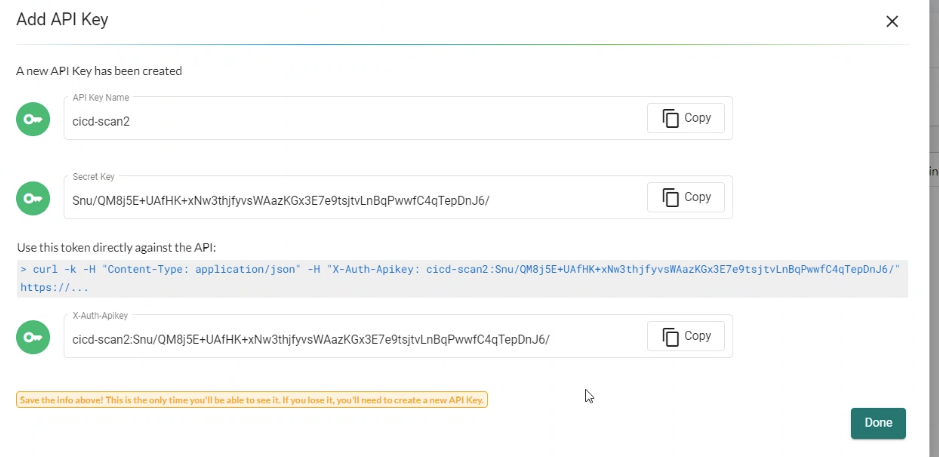 Add API Key
A new API Key has been created
API Key Name
cicd-scan2
Copy
Secret Key
Snu/QM8j5E+UAfHK+xNw3thjfyvsWAazKGx3E7e9tsjtvLnBqPwwfC4qTepDnJ6/
Copy
Use this token directly against the API:
> curl -k -H "Content-Type: application/json" -H "X-Auth-Apikey: cicd-scan2:Snu/QM8j5E+UAfHK+xNw3thjfyvsWAazKGx3E7e9tsjtvLnBqPwwfC4qTepDnJ6/"
https://...
X-Auth-Apikey
cicd-scan2:Snu/QM8j5E+UAfHK+xNw3thjfyvsWAazKGx3E7e9tsjtvLnBqPwwfC4qTepDnJ6/
Copy
Save the info above! This is the only time you'll be able to see it. If you lose it, you'll need to create a new API Key.
Done
in